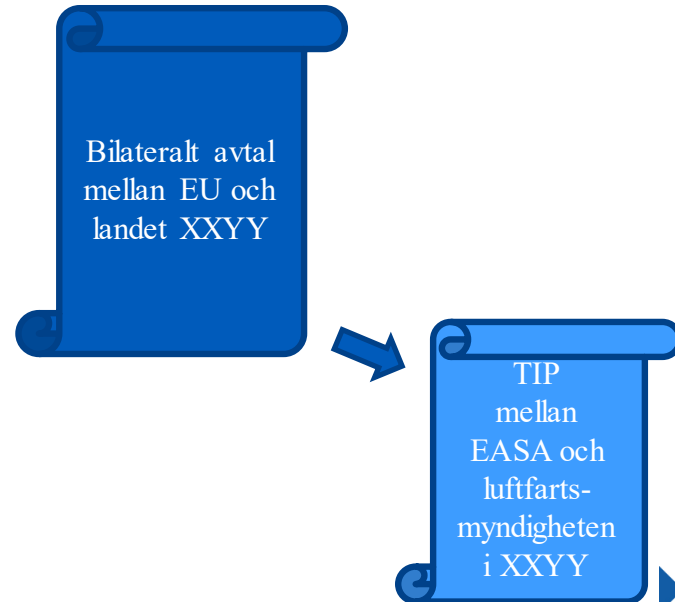 Bilateralt avtal
mellan EU och
landet XXYY
TIP
mellan
EASA och
luftfarts-
myndigheten
i XXYY